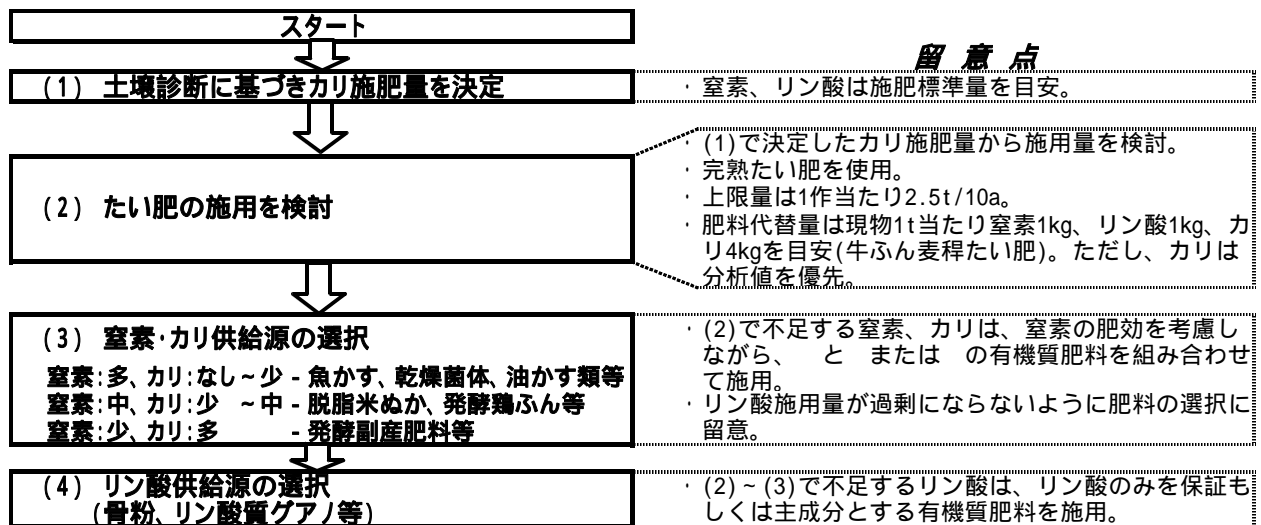 スタート
留 意 点
(1) 土壌診断に基づきカリ施肥量を決定
・窒素、リン酸は施肥標準量を目安。
(2) たい肥の施用を検討
・(1)で決定したカリ施肥量から施用量を検討。
・完熟たい肥を使用。
・上限量は1作当たり2.5t/10a。
・肥料代替量は現物1t当たり窒素1kg、リン酸1kg、カ
リ4kgを目安(牛ふん麦稈たい肥)。ただし、カリは
分析値を優先。
(3) 窒素・カリ供給源の選択
窒素:多、カリ:なし~少 - 魚かす、乾燥菌体、油かす類等
窒素:中、カリ:少 ~中 - 脱脂米ぬか、発酵鶏ふん等
窒素:少、カリ:多 - 発酵副産肥料等
・(2)で不足する窒素、カリは、窒素の肥効を考慮し
ながら、 と または の有機質肥料を組み合わせ
て施用。
・リン酸施用量が過剰にならないように肥料の選択に
留意。
(4) リン酸供給源の選択
(骨粉、リン酸質グアノ等)
・(2)~(3)で不足するリン酸は、リン酸のみを保証も
しくは主成分とする有機質肥料を施用。